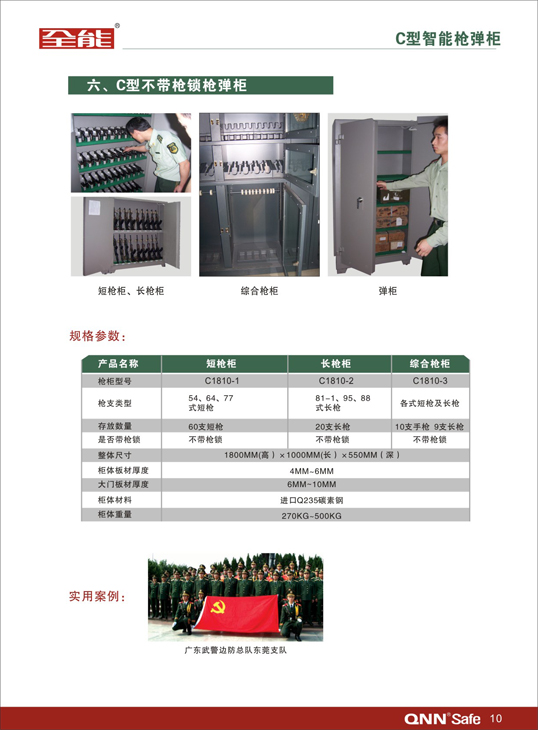 全能®
C型智能枪弹柜
六、C型不带枪锁枪弹柜
短枪柜、长枪柜 综合枪柜 弹柜
规格参数：
产品名称 短枪柜 长枪柜 综合枪柜
枪柜型号 C1810-1 C1810-2 C1810-3
枪支类型 54、64、77式短枪 81-1、95、88式长枪 各式短枪及长枪
存放数量 60支短枪 20支长枪 10支手枪 9支长枪
是否带枪锁 不带枪锁 不带枪锁 不带枪锁
整体尺寸 1800MM(高）×1000MM(长）×550MM（深）
柜体板材厚度 4MM~6MM
大门板材厚度 6MM~10MM
柜体材料 进口Q235碳素钢
柜体重量 270KG~500KG
实用案例：
广东武警边防总队东莞支队
QNN® Safe 10